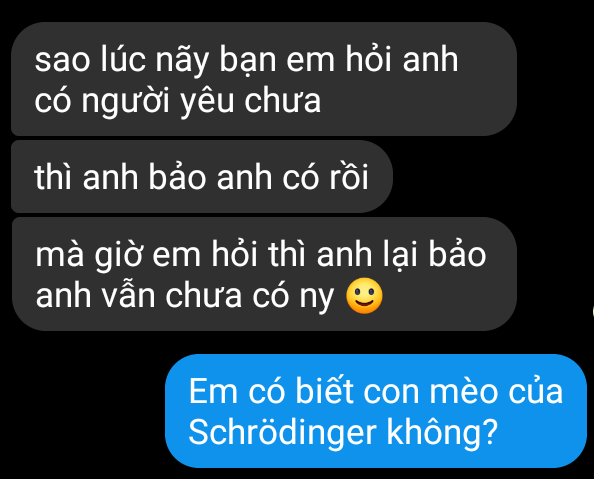 sao lúc nãy bạn em hỏi anh
có người yêu chưa
thì anh bảo anh có rồi
mà giờ em hỏi thì anh lại bảo
anh vẫn chưa có ny 🙂
Em có biết con mèo của
Schrödinger không?